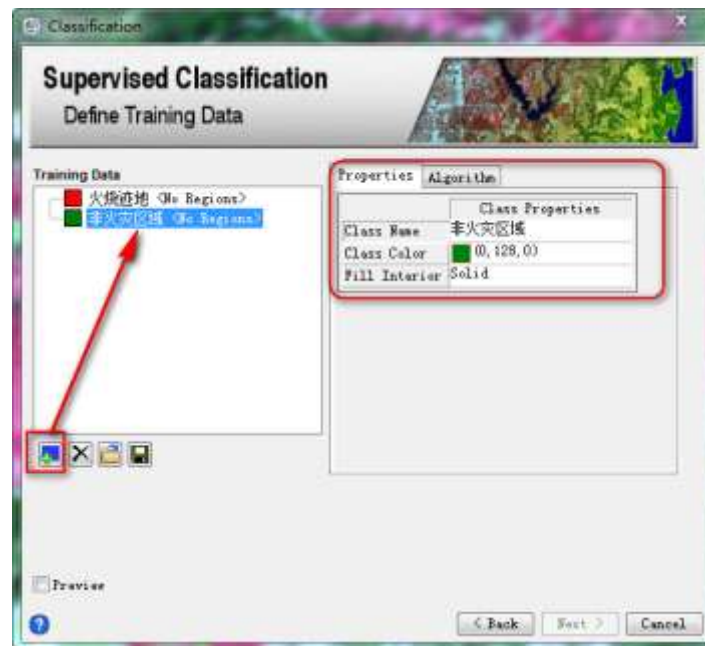 Classification
Supervised Classification
Define Training Data
Training Data
火烧迹地 <No Regions>
非火灾区域 <No Regions>
Properties Algorithm
Class Properties
Class Name 非火灾区域
Class Color (0,128,0)
Fill Interior Solid
Preview
< Back Next > Cancel